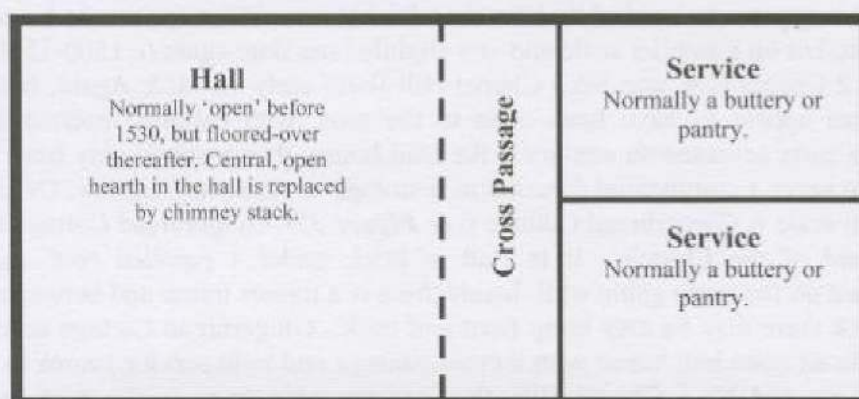 Hall
Normally ‘open’ before
1530, but floored-over
thereafter. Central, open
hearth in the hall is replaced
by chimney stack.
Cross Passage
Service
Normally a buttery or
pantry.
Service
Normally a buttery or
pantry.